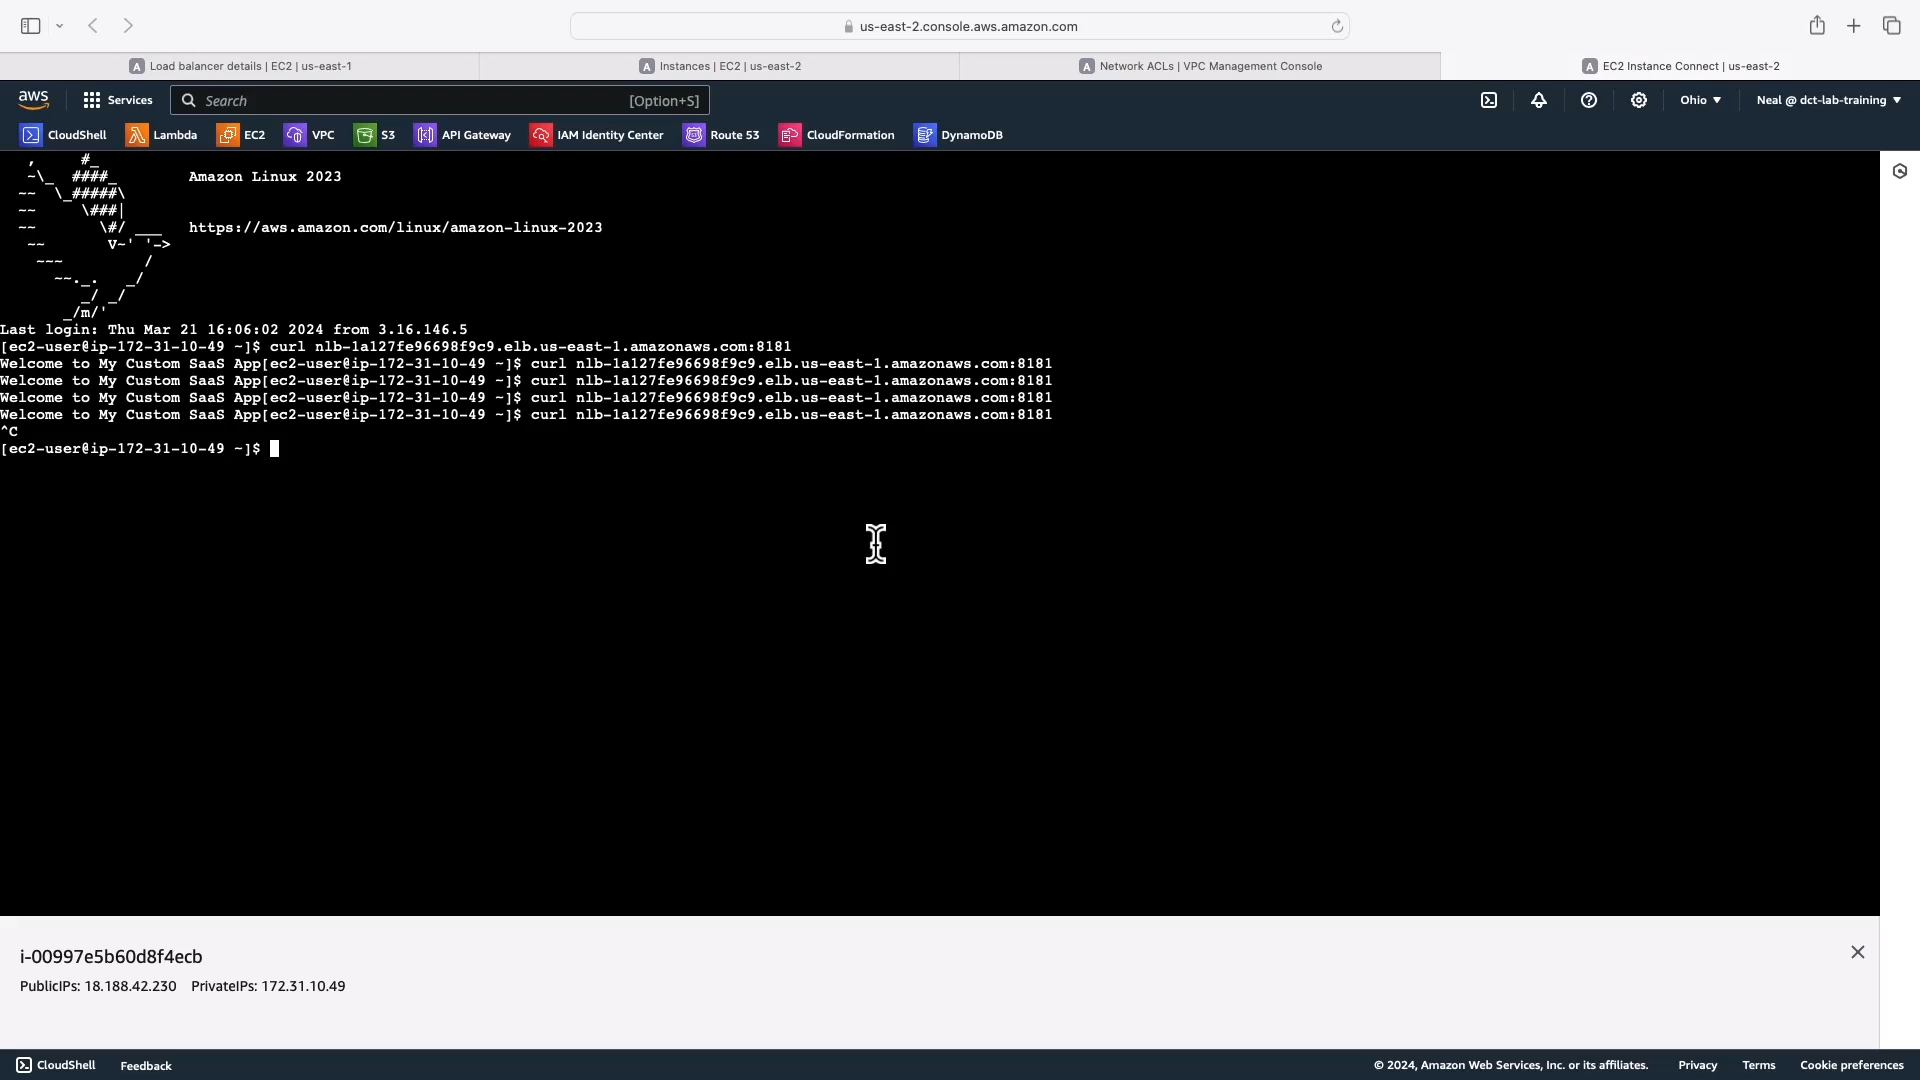 us-east-2.console.aws.amazon.com
Load balancer details | EC2 | us-east-1
Instances | EC2 | us-east-2
Network ACLs | VPC Management Console
EC2 Instance Connect | us-east-2
aws
Services
Search
[Option+S]
Ohio
Neal @ dct-lab-training
CloudShell
Lambda
EC2
VPC
S3
API Gateway
IAM Identity Center
Route 53
CloudFormation
DynamoDB
   ,     #_
   ~\_  ####_        Amazon Linux 2023
  ~~  \_#####\
  ~~     \###|
  ~~       \#/ ___   https://aws.amazon.com/linux/amazon-linux-2023
   ~~       V~' '->
    ~~~         /
      ~~._.   _/
         _/ _/
       _/m/'
Last login: Thu Mar 21 16:06:02 2024 from 3.16.146.5
[ec2-user@ip-172-31-10-49 ~]$ curl nlb-1a127fe96698f9c9.elb.us-east-1.amazonaws.com:8181
Welcome to My Custom SaaS App[ec2-user@ip-172-31-10-49 ~]$ curl nlb-1a127fe96698f9c9.elb.us-east-1.amazonaws.com:8181
Welcome to My Custom SaaS App[ec2-user@ip-172-31-10-49 ~]$ curl nlb-1a127fe96698f9c9.elb.us-east-1.amazonaws.com:8181
Welcome to My Custom SaaS App[ec2-user@ip-172-31-10-49 ~]$ curl nlb-1a127fe96698f9c9.elb.us-east-1.amazonaws.com:8181
Welcome to My Custom SaaS App[ec2-user@ip-172-31-10-49 ~]$ curl nlb-1a127fe96698f9c9.elb.us-east-1.amazonaws.com:8181
^C
[ec2-user@ip-172-31-10-49 ~]$
i-00997e5b60d8f4ecb
PublicIPs: 18.188.42.230 PrivateIPs: 172.31.10.49
CloudShell
Feedback
© 2024, Amazon Web Services, Inc. or its affiliates.
Privacy
Terms
Cookie preferences